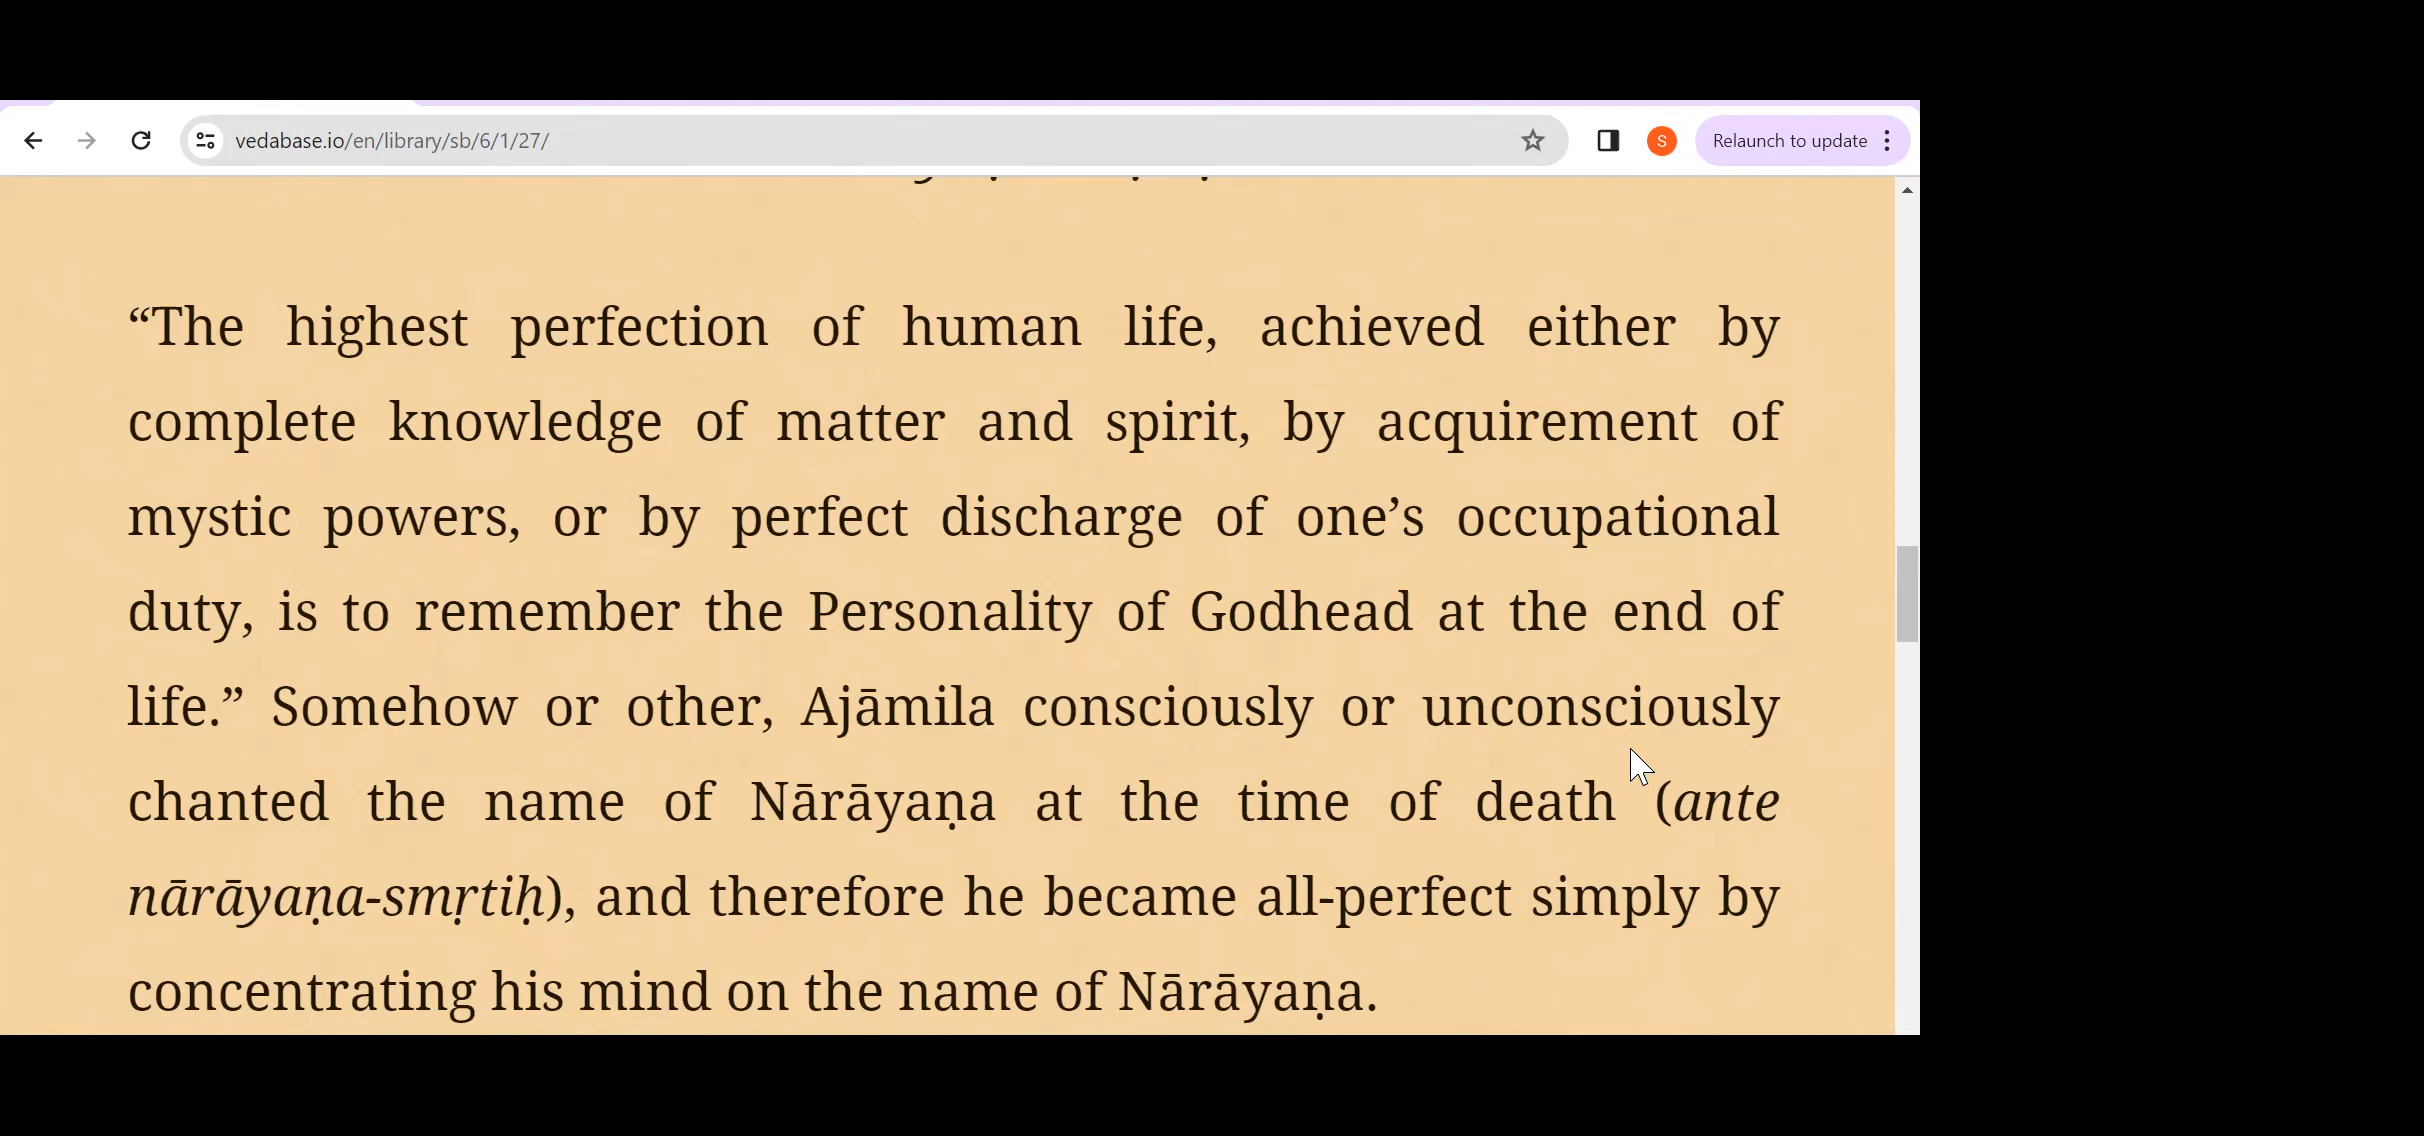 vedabase.io/en/library/sb/6/1/27/
S
Relaunch to update
“The highest perfection of human life, achieved either by
complete knowledge of matter and spirit, by acquirement of
mystic powers, or by perfect discharge of one’s occupational
duty, is to remember the Personality of Godhead at the end of
life.” Somehow or other, Ajāmila consciously or unconsciously
chanted the name of Nārāyaṇa at the time of death (ante
nārāyaṇa-smṛtiḥ), and therefore he became all-perfect simply by
concentrating his mind on the name of Nārāyaṇa.